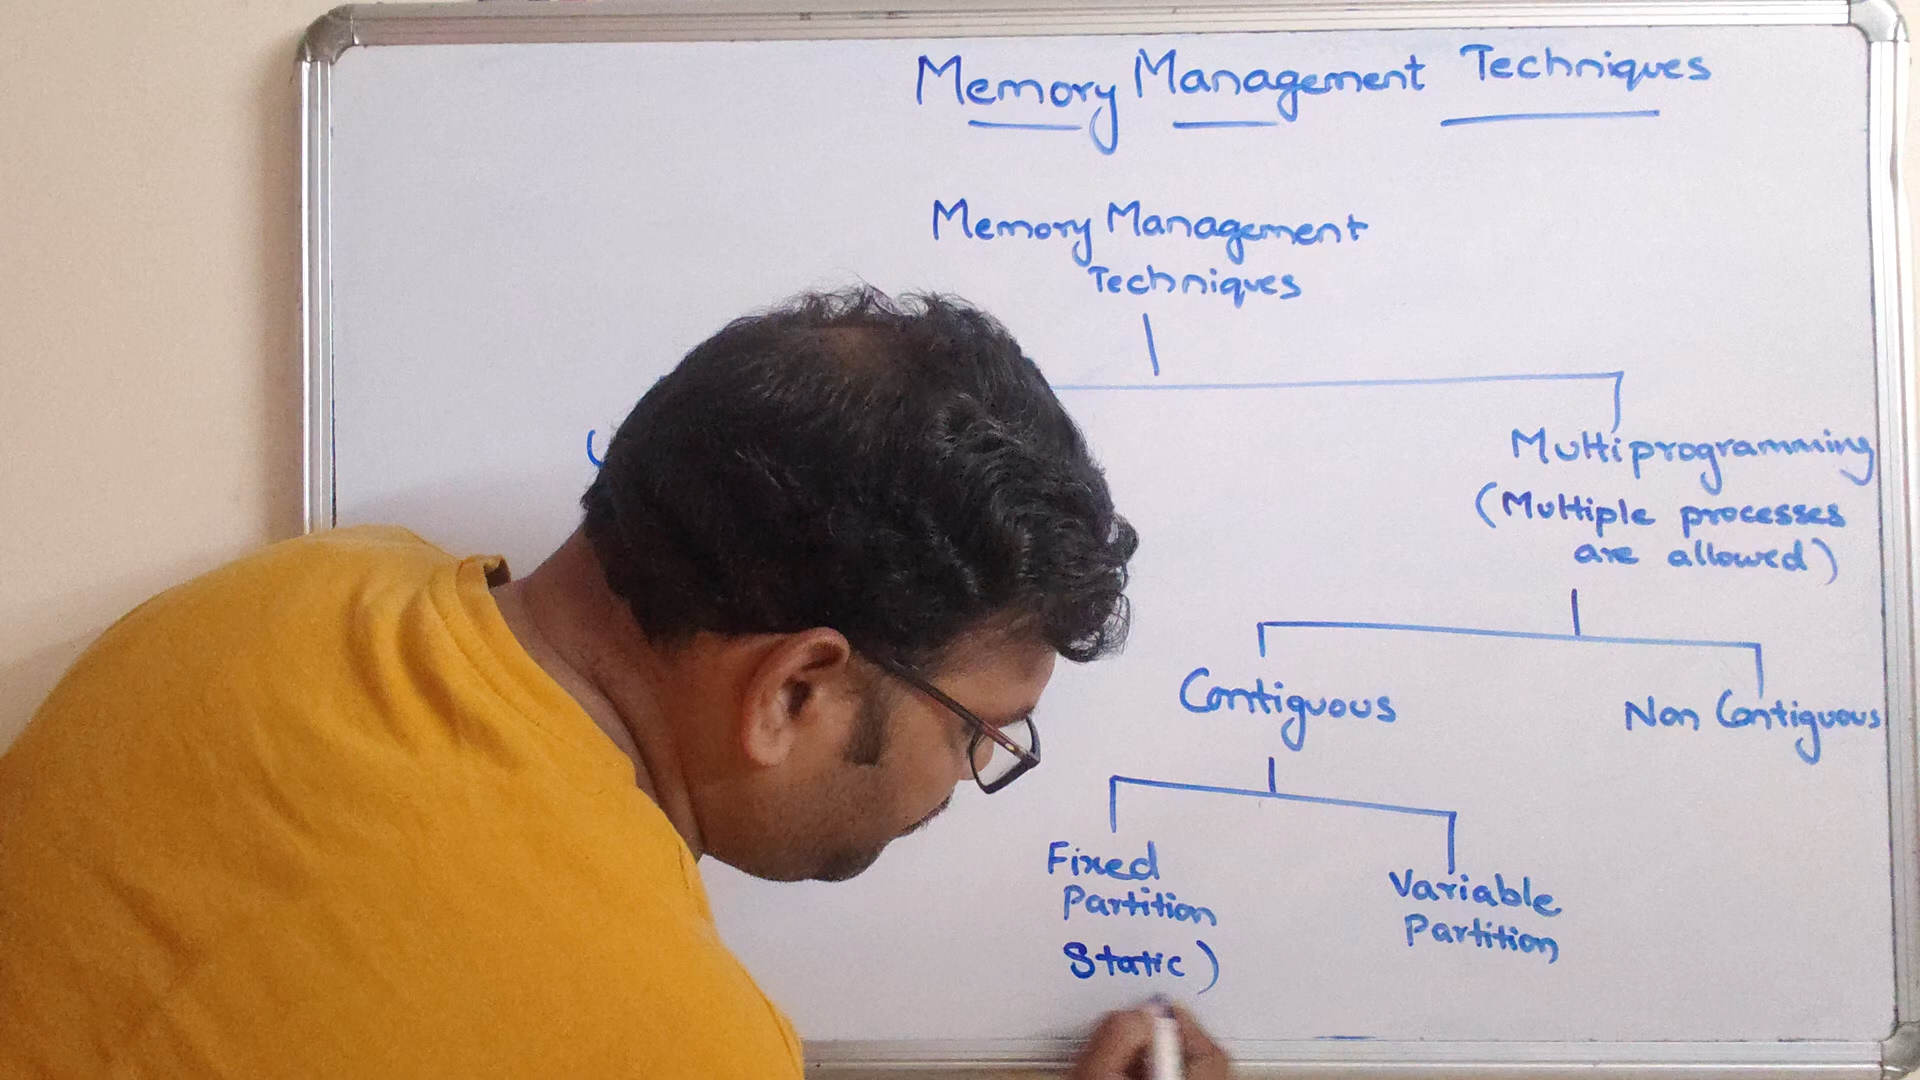 Memory Management Techniques
Memory Management
Techniques
Multiprogramming
(Multiple processes
are allowed)
Contiguous
Non Contiguous
Fixed
Partition
Static)
Variable
Partition